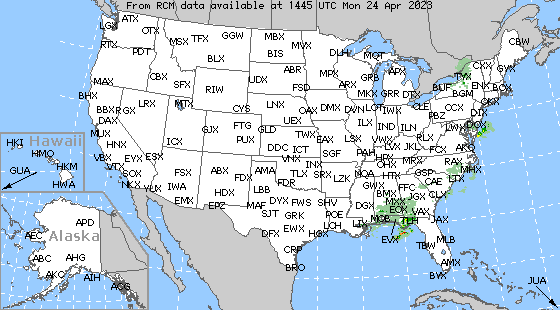 From RCM data available at 1445 UTC Mon 24 Apr 2023
LGX ATX OTX MSX TFX GGW MBX MVX CBW
RTX PDT BLX BIS DLH MQT
MAX CBX SFX RIW UDX ABR FSD MPX ARX GRB APX MKX GRR TYX CXX GYX
BHX BBX RGX LRX MTX CYS LNX OAX DMX DVN LOT IWX CLE BUF BGM ENX BOX
DAX GJX FTG GLD UEX ILX IND ILN PBZ CCX DIX OKX
MUX HNX ICX PUX DDC TWX ICT EAX LSX VWX LVX JKL RLX LWX DOX
VBX VTX EYX ESX VNX INX SGF PAH HPX OHX MRX FCX RAX AKQ
SOX NKX YUX IWA FSX ABX FDX AMA TLX SRX LZK NQA HTX GSP MHX
EMX HDX LBB FDR GWX BMX FFC CAE LTX
EPZ MAF DYX FWS SHV DGX MXX JGX CLX
SJT GRK POE LIX MOB EOX VAX JAX
DFX EWX HGX LCH EVX TLH
CRP TBW MLB
BRO AMX BYX
JUA
Hawaii
HKI
HMO
GUA HKM
HWA
Alaska
APD
AEC
ABC HAG
AKC AIH ACG